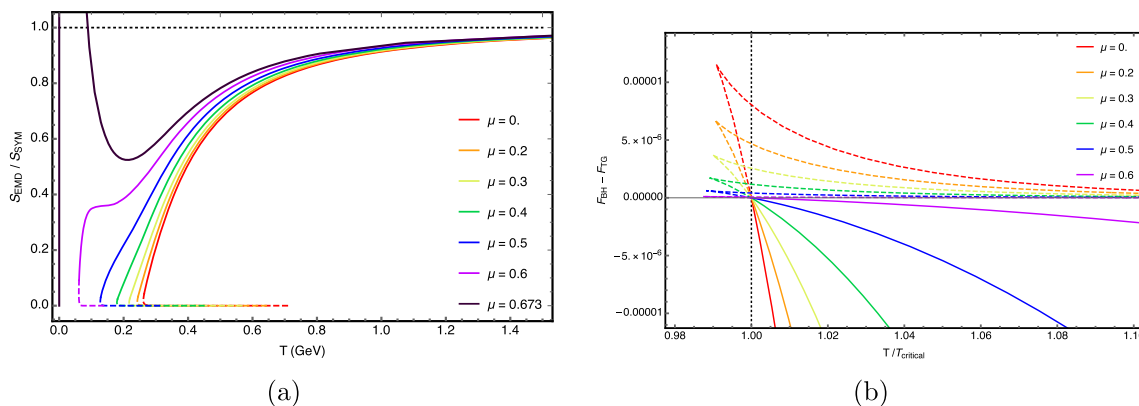 S_EMD / S_SYM
1.0
0.8
0.6
0.4
0.2
0.0
0.0 0.2 0.4 0.6 0.8 1.0 1.2 1.4
T (GeV)
μ = 0.
μ = 0.2
μ = 0.3
μ = 0.4
μ = 0.5
μ = 0.6
μ = 0.673
(a)
F_BH − F_TG
0.00001
5.×10⁻⁶
0.00000
−5.×10⁻⁶
−0.00001
0.98 1.00 1.02 1.04 1.06 1.08 1.10
T / T_critical
μ = 0.
μ = 0.2
μ = 0.3
μ = 0.4
μ = 0.5
μ = 0.6
(b)